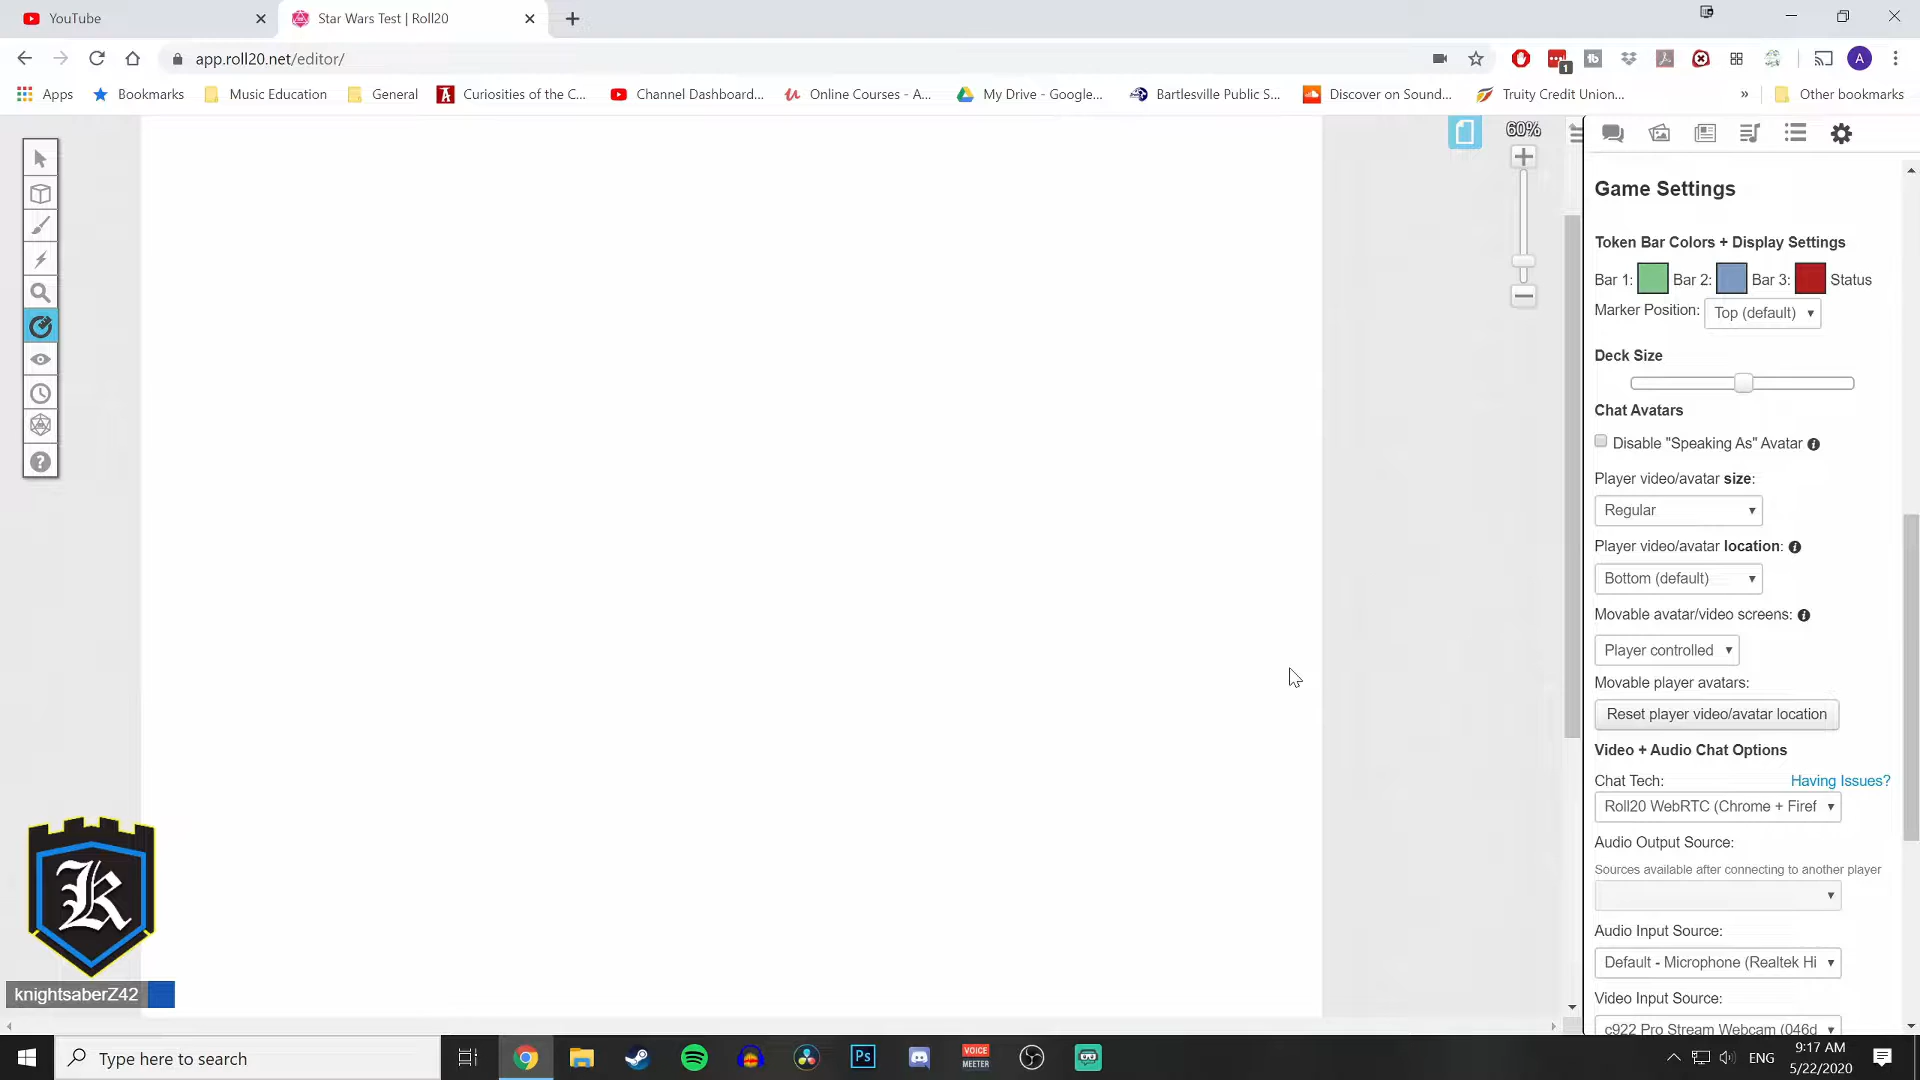 YouTube
Star Wars Test | Roll20
app.roll20.net/editor/
1
A
Apps
Bookmarks
Music Education
General
Curiosities of the C...
Channel Dashboard...
Online Courses - A...
My Drive - Google...
Bartlesville Public S...
Discover on Sound...
Truity Credit Union...
»
Other bookmarks
60%
Game Settings
Token Bar Colors + Display Settings
Bar 1: Bar 2: Bar 3: Status
Marker Position: Top (default)
Deck Size
Chat Avatars
Disable "Speaking As" Avatar
Player video/avatar size:
Regular
Player video/avatar location:
Bottom (default)
Movable avatar/video screens:
Player controlled
Movable player avatars:
Reset player video/avatar location
Video + Audio Chat Options
Chat Tech: Having Issues?
Roll20 WebRTC (Chrome + Firef
Audio Output Source:
Sources available after connecting to another player
Audio Input Source:
Default - Microphone (Realtek Hi
Video Input Source:
c922 Pro Stream Webcam (046d
K
knightsaberZ42
Type here to search
Ps
VOICE
MEETER
ENG
9:17 AM
5/22/2020